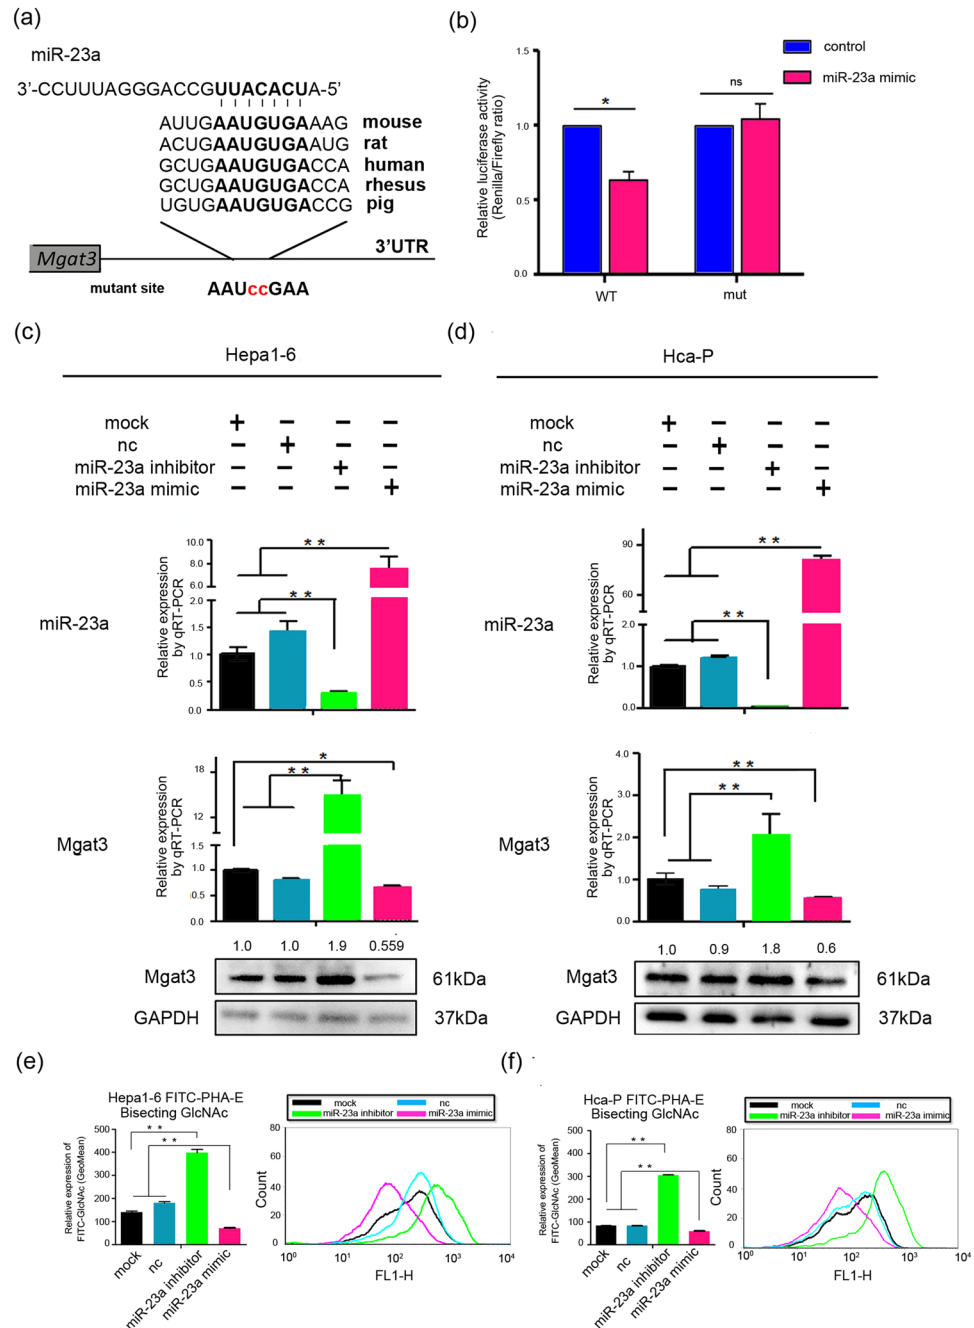 (a)
miR-23a
3'-CCUUUAGGGACCGUUACACUA-5'
AUUGAAUGUGAAAG mouse
ACUGAAUGUGAAUG rat
GCUGAAUGUGACCA human
GCUGAAUGUGACCA rhesus
UGUGAAUGUGACCG pig
3'UTR
Mgat3
mutant site AAUccGAA
(b)
control
miR-23a mimic
Relative luciferase activity
(Renilla/Firefly ratio)
1.5
1.0
0.5
0.0
*
ns
WT mut
(c)
Hepa1-6
mock + − − −
nc − + − −
miR-23a inhibitor − − + −
miR-23a mimic − − − +
miR-23a
Relative expression
by qRT-PCR
10.0
8.0
6.0
2.0
1.5
1.0
0.5
0.0
* *
* *
Mgat3
Relative expression
by qRT-PCR
18
12
1.5
1.0
0.5
0.0
*
* *
1.0 1.0 1.9 0.559
Mgat3 61kDa
GAPDH 37kDa
(d)
Hca-P
mock + − − −
nc − + − −
miR-23a inhibitor − − + −
miR-23a mimic − − − +
miR-23a
Relative expression
by qRT-PCR
90
60
2.0
1.0
0.0
* *
* *
Mgat3
Relative expression
by qRT-PCR
4.0
3.0
2.0
1.0
0.0
* *
* *
1.0 0.9 1.8 0.6
Mgat3 61kDa
GAPDH 37kDa
(e)
Hepa1-6 FITC-PHA-E
Bisecting GlcNAc
Relative expression of
FITC-GlcNAc (GeoMean)
500
400
300
200
100
0
* *
* *
mock
nc
miR-23a inhibitor
miR-23a mimic
mock nc
miR-23a inhibitor miR-23a imimic
Count
80
60
40
20
0
10⁰ 10¹ 10² 10³ 10⁴
FL1-H
(f)
Hca-P FITC-PHA-E
Bisecting GlcNAc
Relative expression of
FITC-GlcNAc (GeoMean)
500
400
300
200
100
0
* *
* *
mock
nc
miR-23a inhibitor
miR-23a mimic
mock nc
miR-23a inhibitor miR-23a imimic
Count
80
60
40
20
0
10⁰ 10¹ 10² 10³ 10⁴
FL1-H